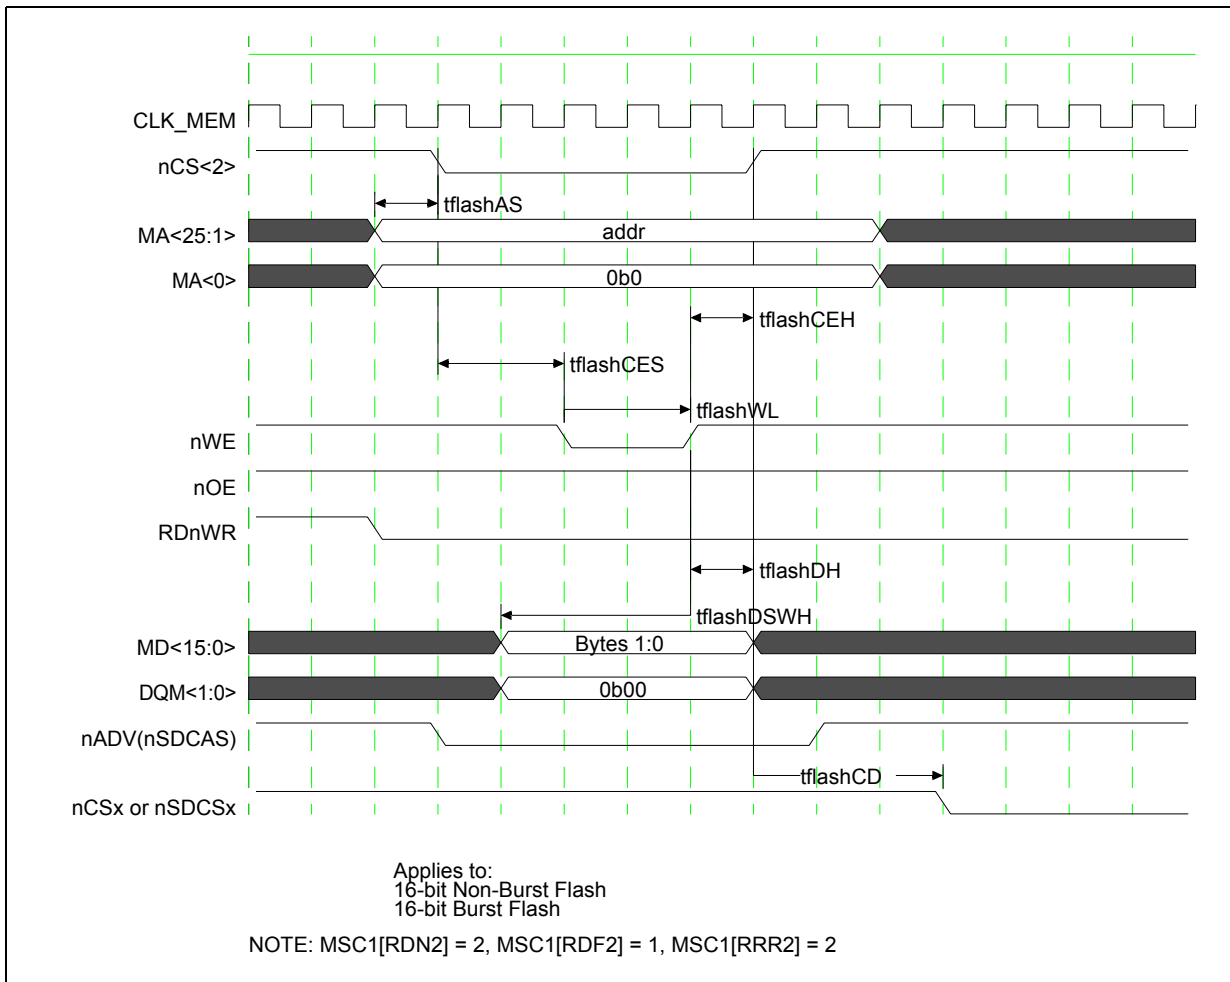 CLK_MEM
nCS<2>
tflashAS
MA<25:1>
addr
MA<0>
0b0
tflashCEH
tflashCES
tflashWL
nWE
nOE
RDnWR
tflashDH
tflashDSWH
MD<15:0>
Bytes 1:0
DQM<1:0>
0b00
nADV(nSDCAS)
tflashCD
nCSx or nSDCSx
Applies to:
16-bit Non-Burst Flash
16-bit Burst Flash
NOTE: MSC1[RDN2] = 2, MSC1[RDF2] = 1, MSC1[RRR2] = 2